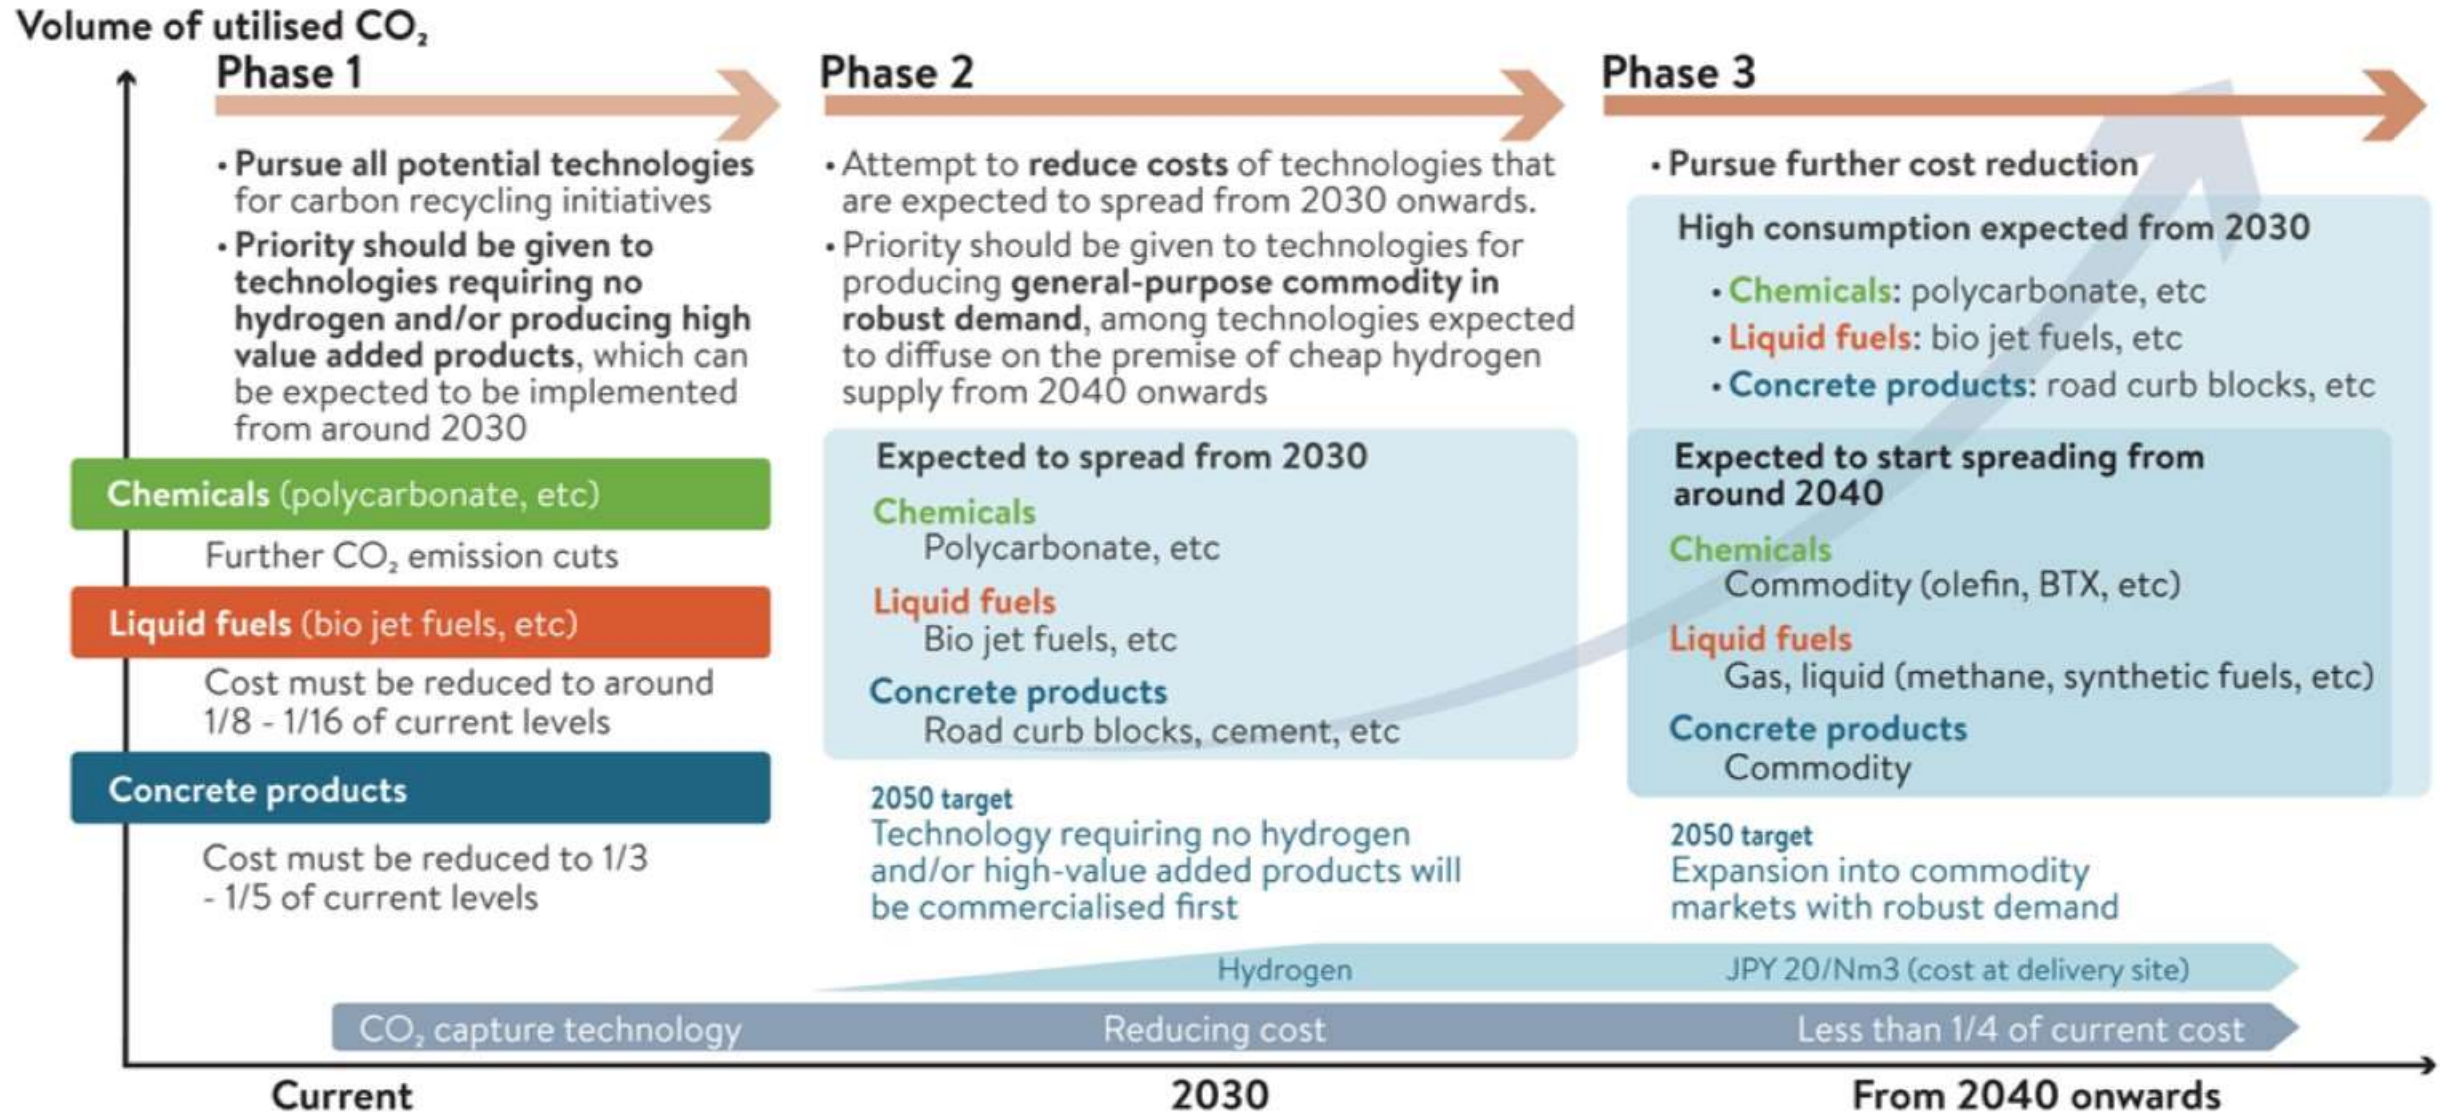 Volume of utilised CO₂
Phase 1
• Pursue all potential technologies
for carbon recycling initiatives
• Priority should be given to
technologies requiring no
hydrogen and/or producing high
value added products, which can
be expected to be implemented
from around 2030
Chemicals (polycarbonate, etc)
Further CO₂ emission cuts
Liquid fuels (bio jet fuels, etc)
Cost must be reduced to around
1/8 - 1/16 of current levels
Concrete products
Cost must be reduced to 1/3
- 1/5 of current levels
Phase 2
• Attempt to reduce costs of technologies that
are expected to spread from 2030 onwards.
• Priority should be given to technologies for
producing general-purpose commodity in
robust demand, among technologies expected
to diffuse on the premise of cheap hydrogen
supply from 2040 onwards
Expected to spread from 2030
Chemicals
Polycarbonate, etc
Liquid fuels
Bio jet fuels, etc
Concrete products
Road curb blocks, cement, etc
2050 target
Technology requiring no hydrogen
and/or high-value added products will
be commercialised first
Phase 3
• Pursue further cost reduction
High consumption expected from 2030
• Chemicals: polycarbonate, etc
• Liquid fuels: bio jet fuels, etc
• Concrete products: road curb blocks, etc
Expected to start spreading from
around 2040
Chemicals
Commodity (olefin, BTX, etc)
Liquid fuels
Gas, liquid (methane, synthetic fuels, etc)
Concrete products
Commodity
2050 target
Expansion into commodity
markets with robust demand
Hydrogen
JPY 20/Nm3 (cost at delivery site)
CO₂ capture technology
Reducing cost
Less than 1/4 of current cost
Current
2030
From 2040 onwards